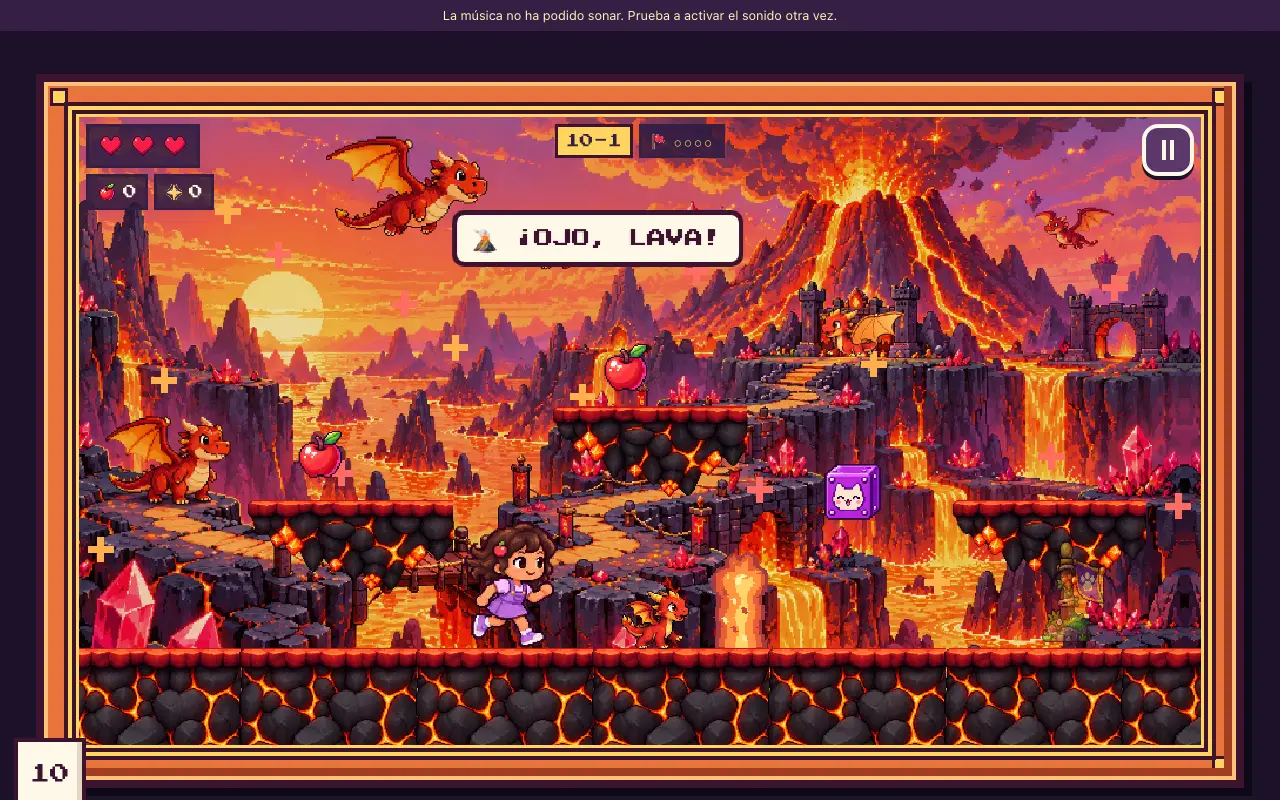 La música no ha podido sonar. Prueba a activar el sonido otra vez.
10-1
0
0
¡OJO, LAVA!
10